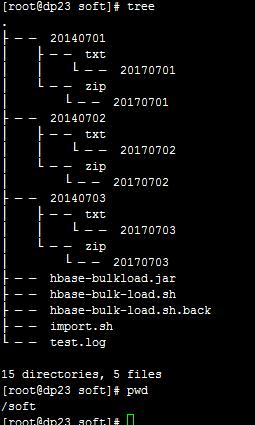 [root@dp23 soft]# tree
.
├── 20140701
│   ├── txt
│   │   └── 20170701
│   └── zip
│       └── 20170701
├── 20140702
│   ├── txt
│   │   └── 20170702
│   └── zip
│       └── 20170702
├── 20140703
│   ├── txt
│   │   └── 20170703
│   └── zip
│       └── 20170703
├── hbase-bulkload.jar
├── hbase-bulk-load.sh
├── hbase-bulk-load.sh.back
├── import.sh
└── test.log
15 directories, 5 files
[root@dp23 soft]# pwd
/soft
[root@dp23 soft]#